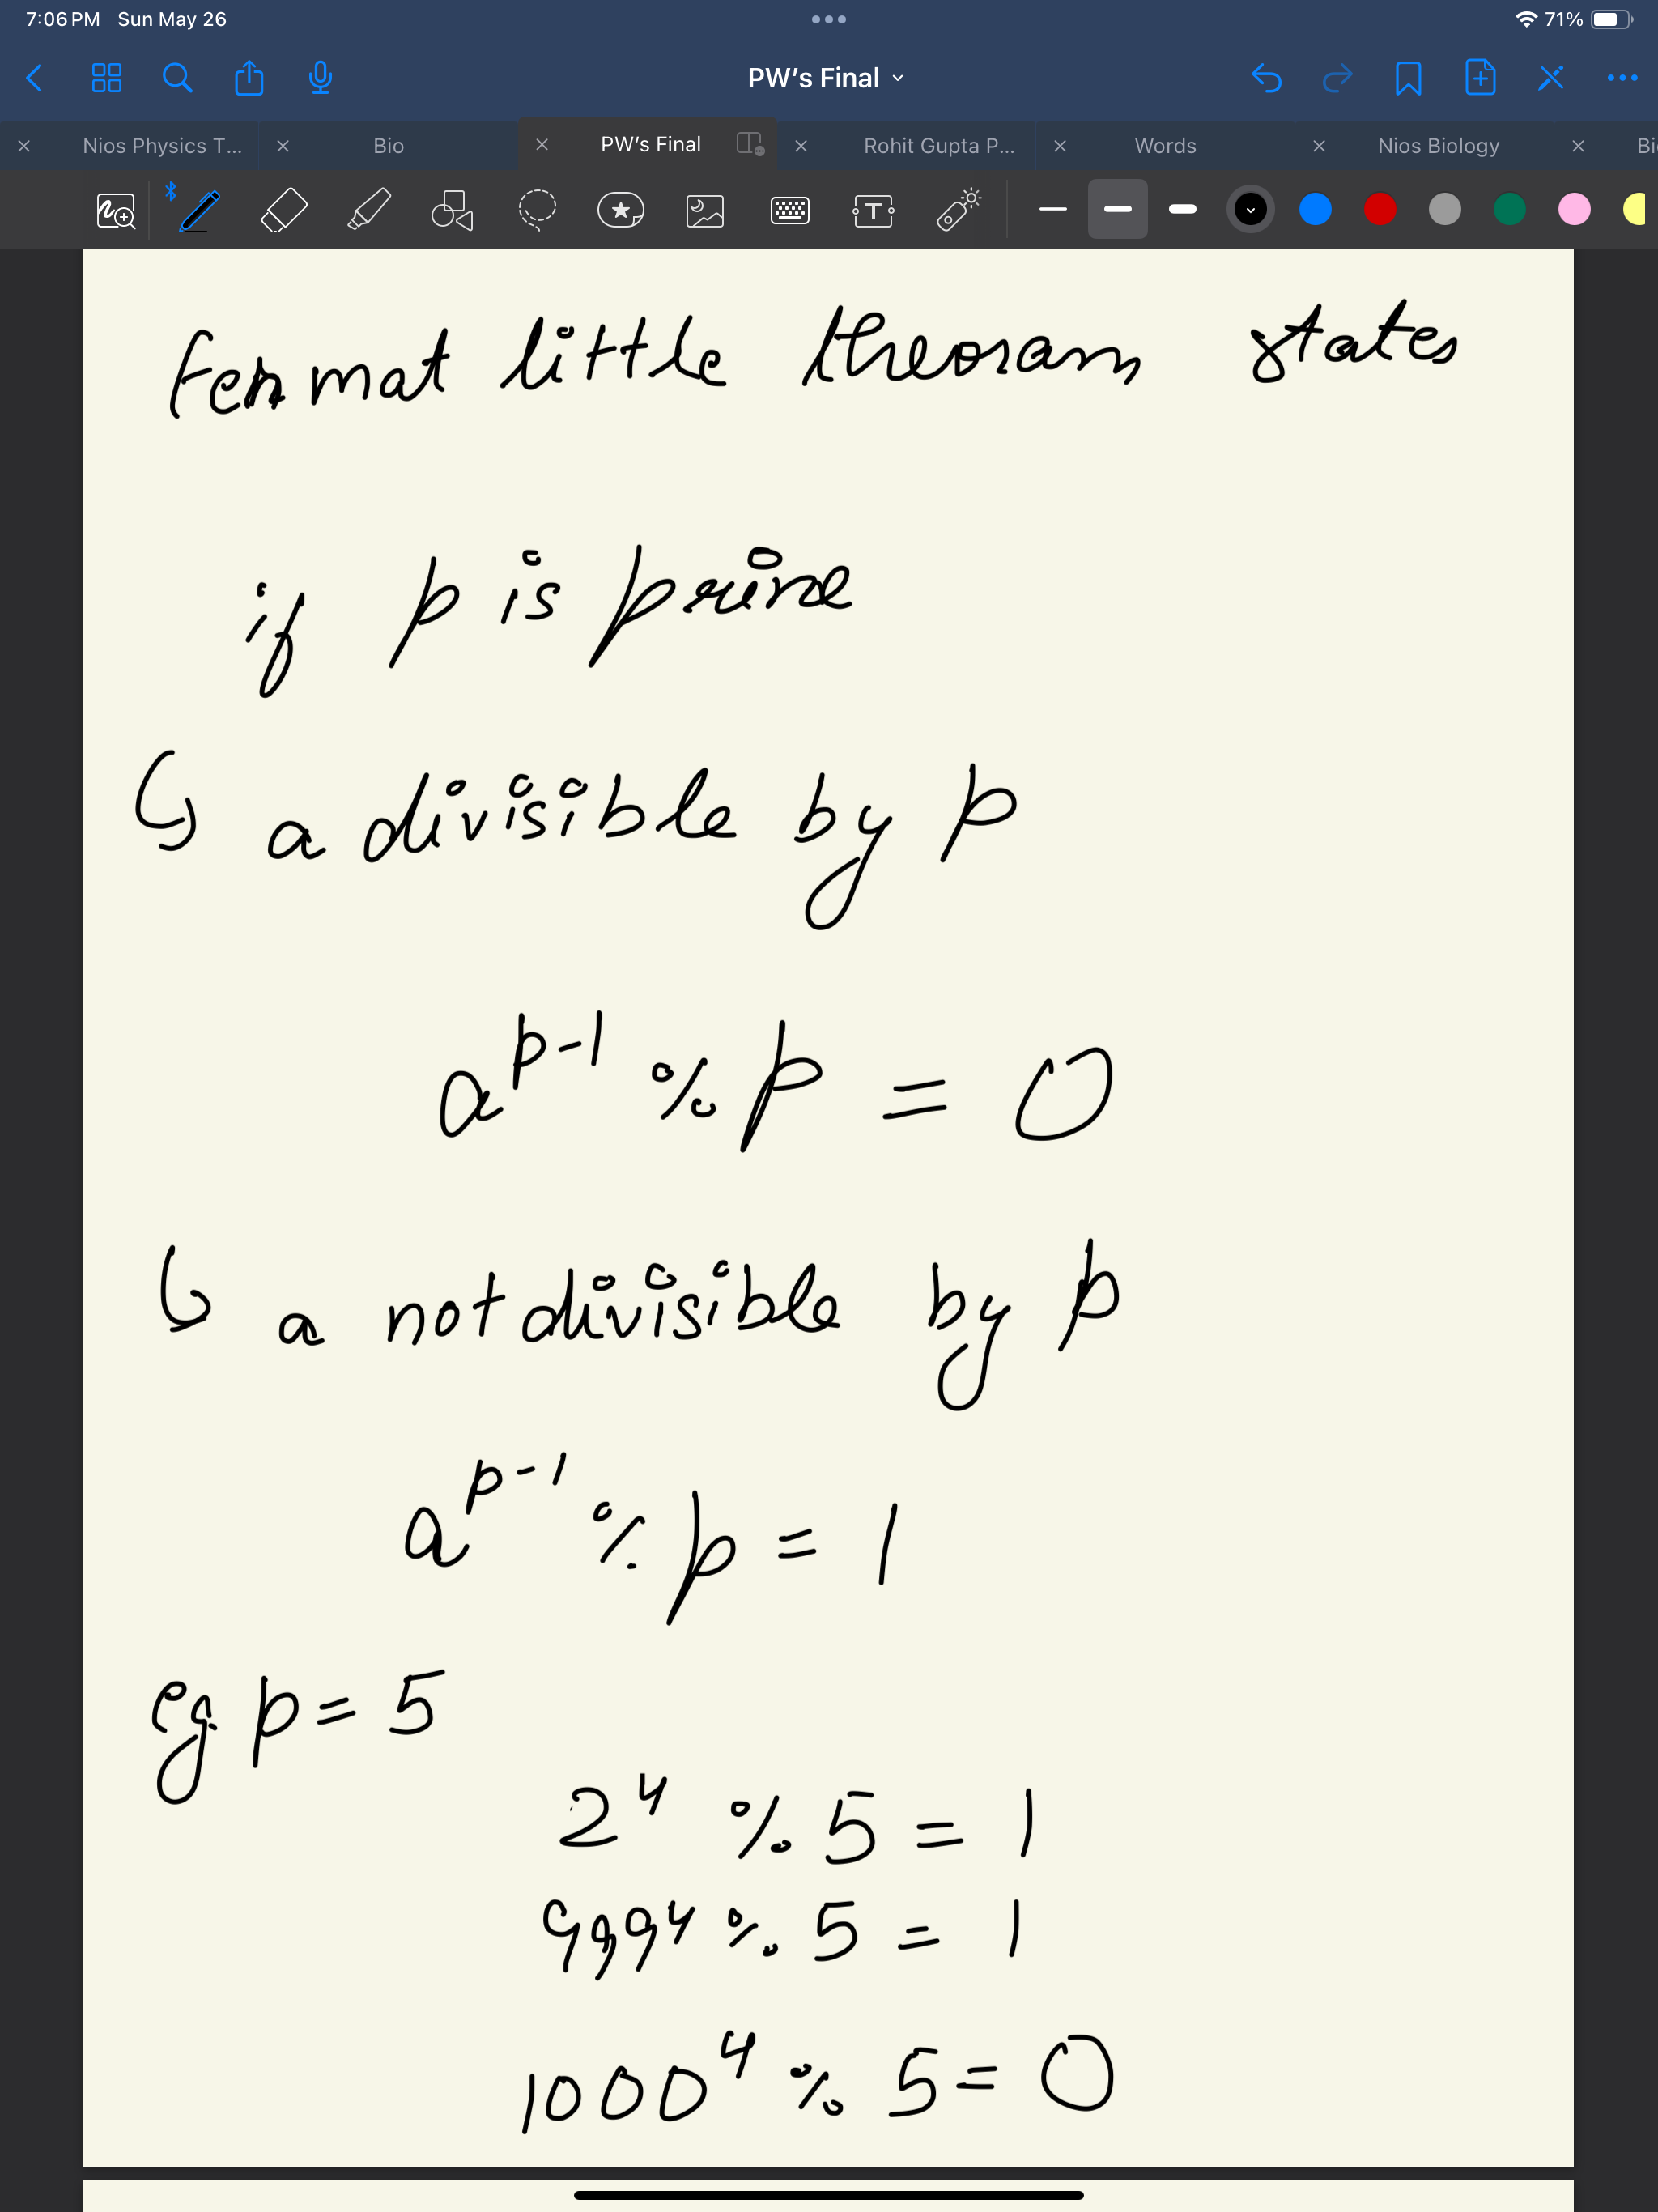 7:06 PM Sun May 26
71%
PW's Final
Nios Physics T... Bio PW's Final Rohit Gupta P... Words Nios Biology Bi
T
fermat little theoram states
if p is prime
a divisible by p
a^{p-1} % p = 0
a not divisible by p
a^{p-1} % p = 1
eg p = 5
2^4 % 5 = 1
999^4 % 5 = 1
1000^4 % 5 = 0